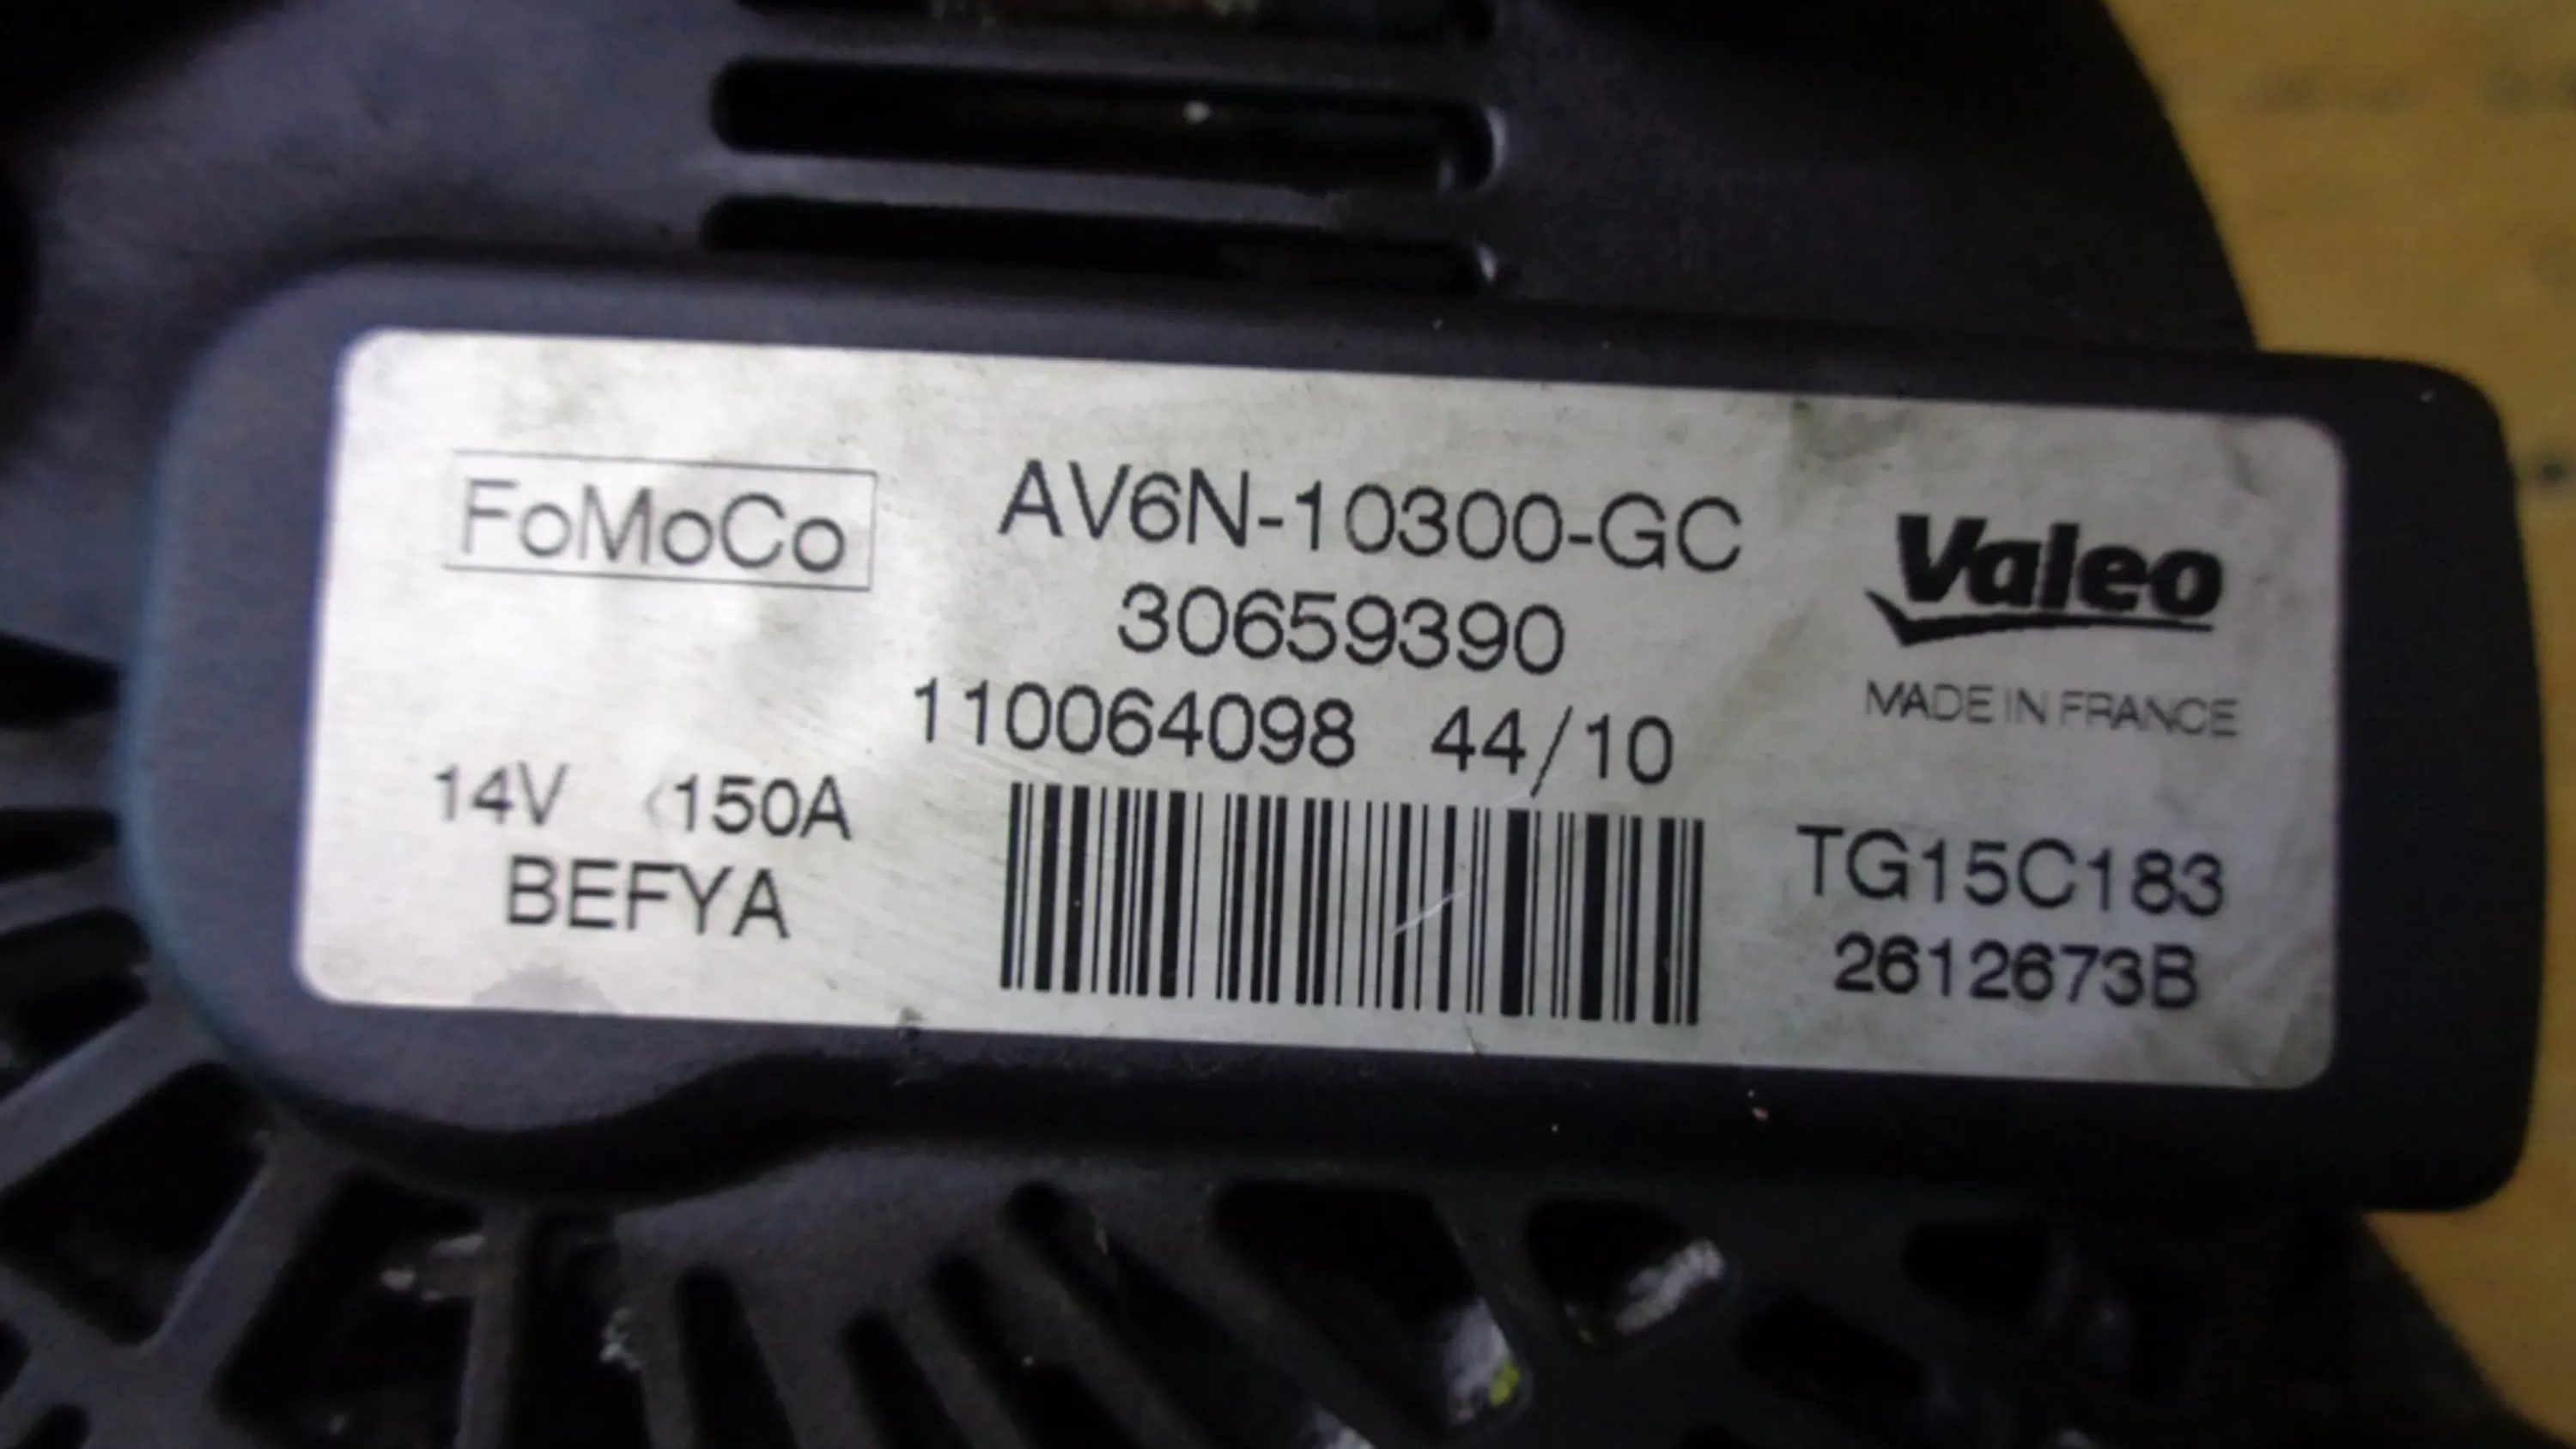 FoMoCo
AV6N-10300-GC
30659390
110064098 44/10
14V 150A
BEFYA
Valeo
MADE IN FRANCE
TG15C183
2612673B